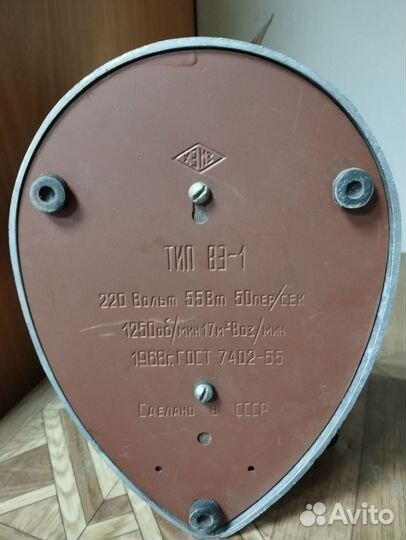 ТИП ВЭ-1
220 Вольт 55Вт 50пер/сек
1250об/мин 17м³Воз/мин
1968г. ГОСТ 7402-55
Сделано в СССР
Avito